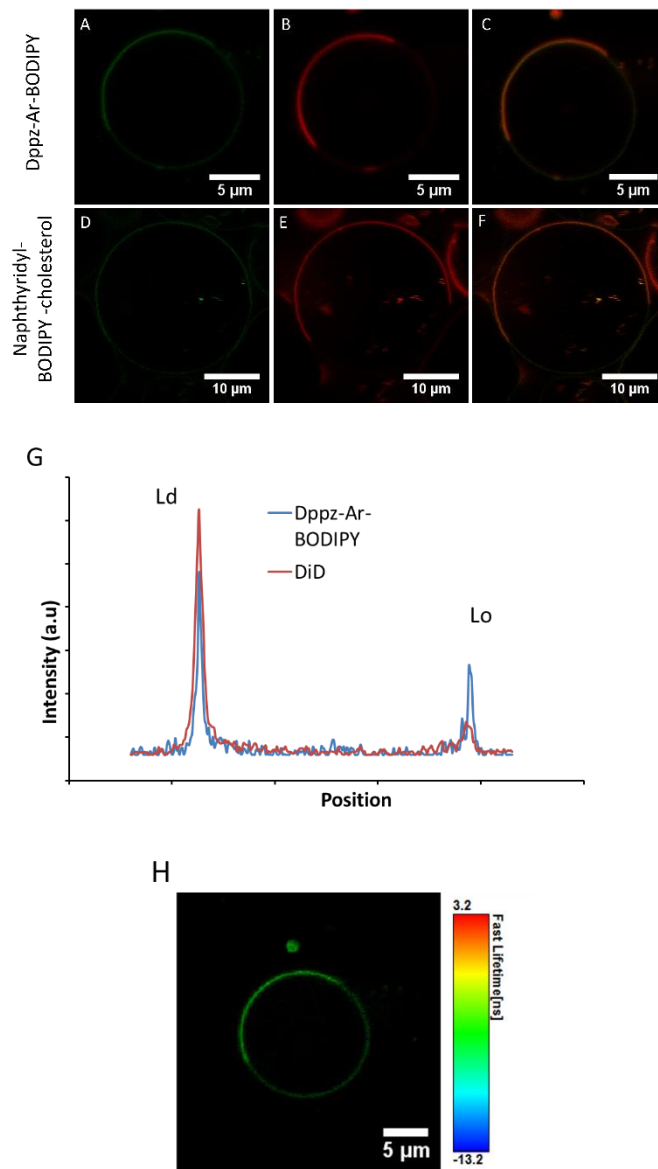 A B C
Dppz-Ar-BODIPY
5 µm 5 µm 5 µm
D E F
Naphthyridyl-
BODIPY -cholesterol
10 µm 10 µm 10 µm
G
Ld
Dppz-Ar-
BODIPY
DiD
Lo
Intensity (a.u)
Position
H
3.2
Fast Lifetime[ns]
5 µm
-13.2